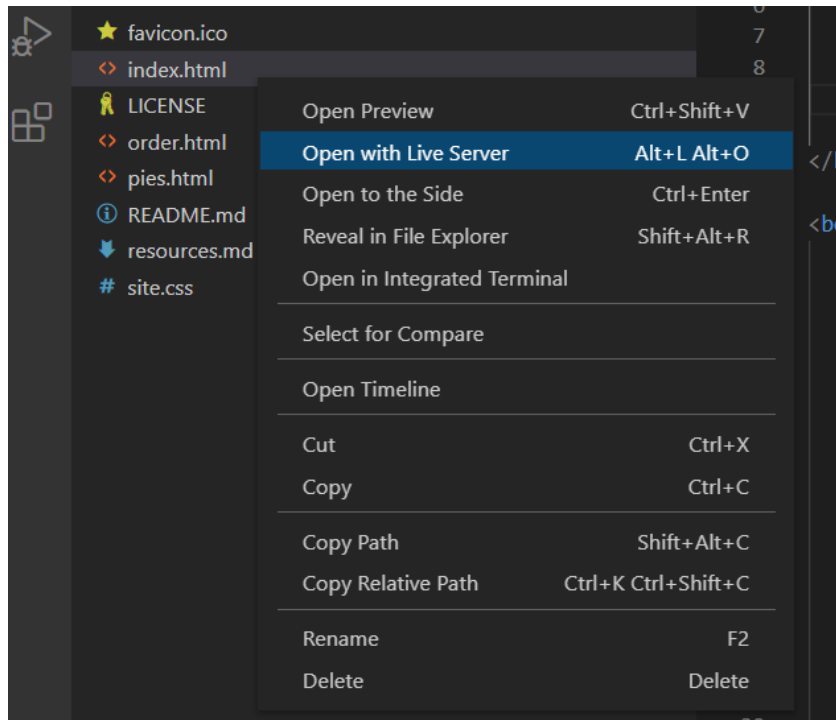 favicon.ico
index.html
LICENSE
order.html
pies.html
README.md
resources.md
site.css
Open Preview Ctrl+Shift+V
Open with Live Server Alt+L Alt+O
Open to the Side Ctrl+Enter
Reveal in File Explorer Shift+Alt+R
Open in Integrated Terminal
Select for Compare
Open Timeline
Cut Ctrl+X
Copy Ctrl+C
Copy Path Shift+Alt+C
Copy Relative Path Ctrl+K Ctrl+Shift+C
Rename F2
Delete Delete
7
8
</
<b